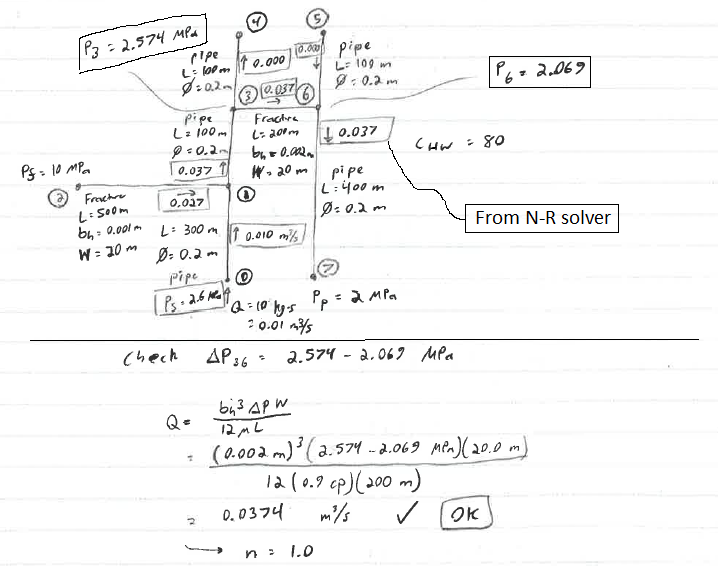 ④ ⑤
P₃ = 2.574 MPa
pipe
L = 100 m
Ø = 0.2 m
↑ 0.000
0.000 ↓
pipe
L = 100 m
Ø = 0.2 m
P₆ = 2.069
③ 0.037 → ⑥
pipe
L = 100 m
Ø = 0.2 m
Fracture
L = 200 m
bₕ = 0.002 m
W = 20 m
↓ 0.037
C_HW = 80
0.037 ↑
pipe
L = 400 m
Ø = 0.2 m
From N-R solver
P₅ = 10 MPa
②
Fracture
L = 500 m
bₕ = 0.001 m
W = 20 m
→
0.027
①
L = 300 m
Ø = 0.2 m
pipe
↑ 0.010 m³/s
P₅ = 2.6 MPa ↑
⓪
Q = 10 kg·s
= 0.01 m³/s
⑦
Pₚ = 2 MPa
Check ΔP₃₆ = 2.574 - 2.069 MPa
Q = bₕ³ ΔP W / 12 μ L
= (0.002 m)³ (2.574 - 2.069 MPa)(20.0 m) / 12 (0.9 cp)(200 m)
= 0.0374 m³/s ✓ OK
→ n = 1.0